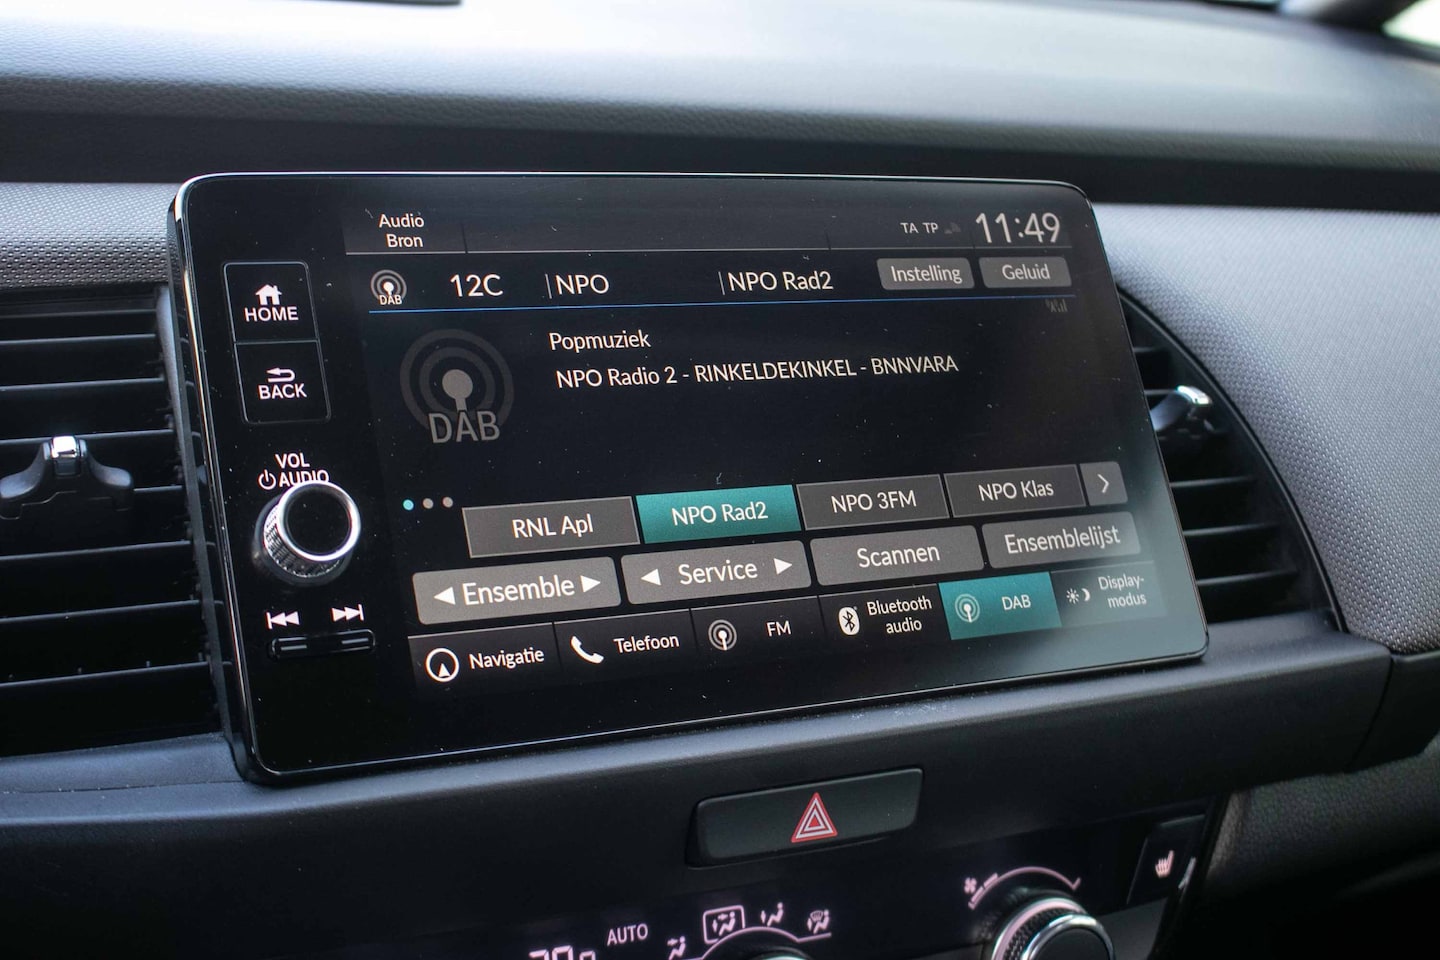 Audio
Bron
TA TP
11:49
HOME
DAB
12C
NPO
NPO Rad2
Instelling
Geluid
BACK
Popmuziek
NPO Radio 2 - RINKELDEKINKEL - BNNVARA
DAB
VOL
AUDIO
RNL Apl
NPO Rad2
NPO 3FM
NPO Klas
Ensemble
Service
Scannen
Ensemblelijst
Navigatie
Telefoon
FM
Bluetooth
audio
DAB
Display-
modus
AUTO